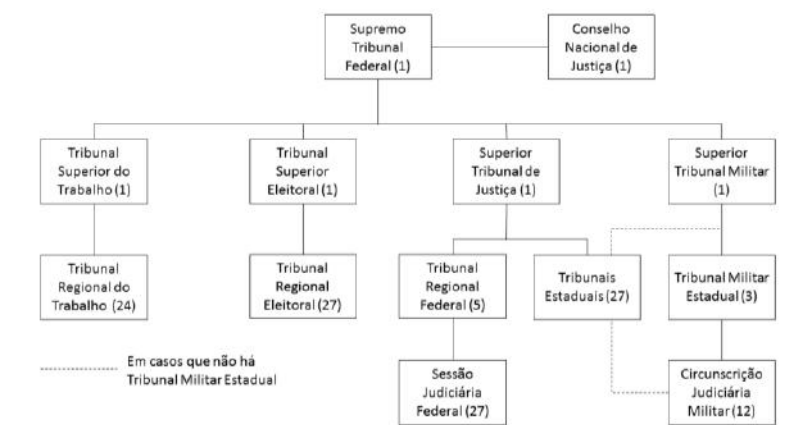 Supremo
Tribunal
Federal (1)
Conselho
Nacional de
Justiça (1)
Tribunal
Superior do
Trabalho (1)
Tribunal
Superior
Eleitoral (1)
Superior
Tribunal de
Justiça (1)
Superior
Tribunal Militar
(1)
Tribunal
Regional do
Trabalho (24)
Tribunal
Regional
Eleitoral (27)
Tribunal
Regional
Federal (5)
Tribunais
Estaduais (27)
Tribunal Militar
Estadual (3)
Em casos que não há
Tribunal Militar Estadual
Sessão
Judiciária
Federal (27)
Circunscrição
Judiciária
Militar (12)